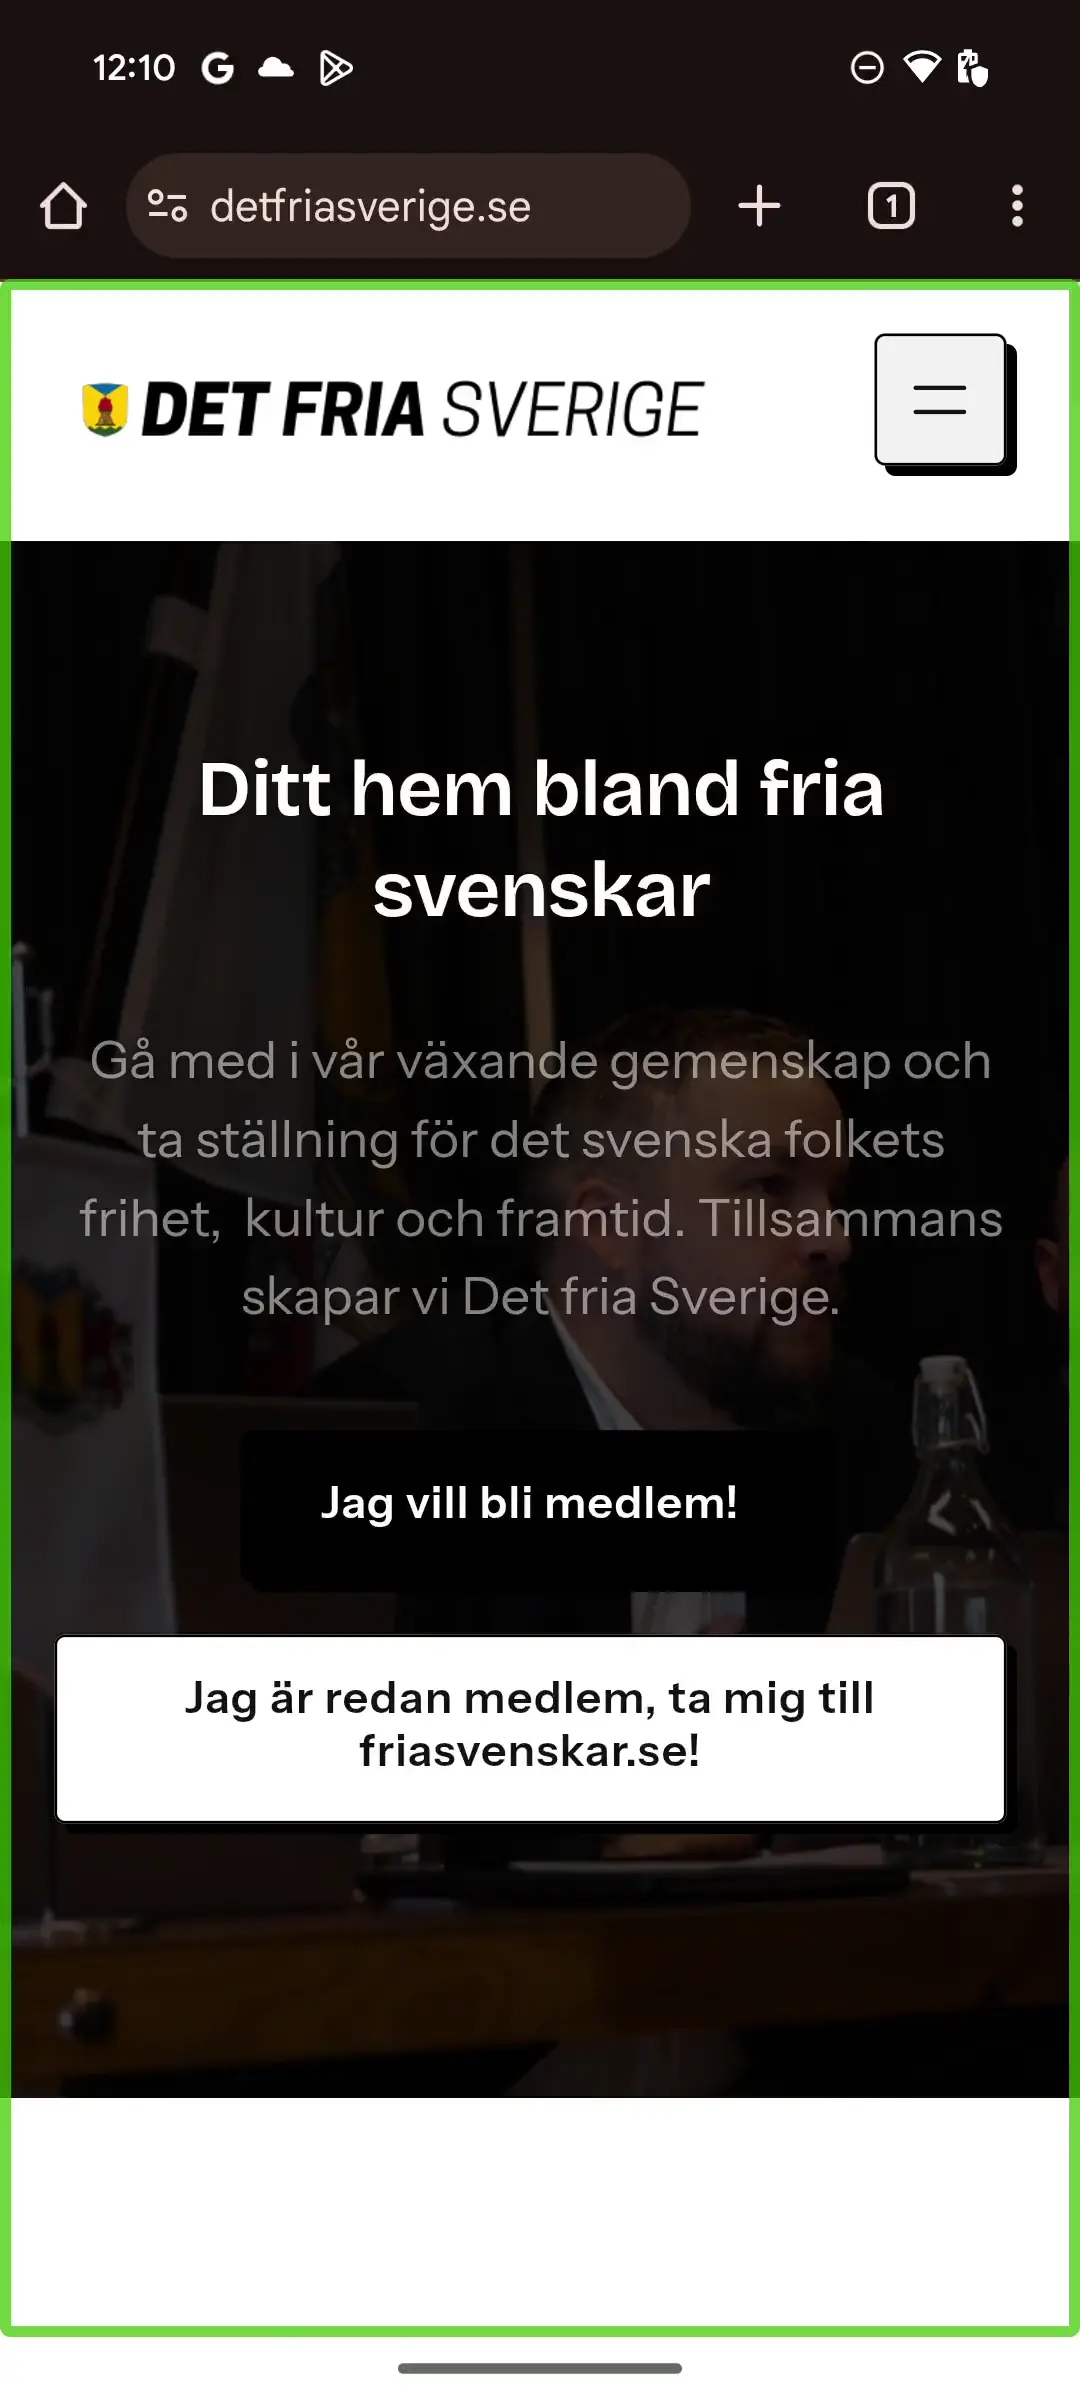 12:10
detfriasverige.se
1
DET FRIA SVERIGE
Ditt hem bland fria
svenskar
Gå med i vår växande gemenskap och
ta ställning för det svenska folkets
frihet, kultur och framtid. Tillsammans
skapar vi Det fria Sverige.
Jag vill bli medlem!
Jag är redan medlem, ta mig till
friasvenskar.se!